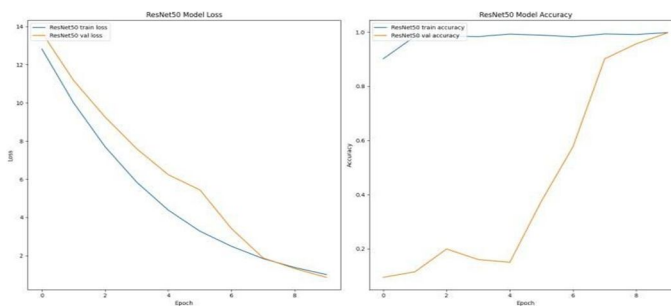 ResNet50 Model Loss
ResNet50 train loss
ResNet50 val loss
14
12
10
8
6
4
2
Loss
0 2 4 6 8
Epoch
ResNet50 Model Accuracy
ResNet50 train accuracy
ResNet50 val accuracy
1.0
0.8
0.6
0.4
0.2
Accuracy
0 2 4 6 8
Epoch